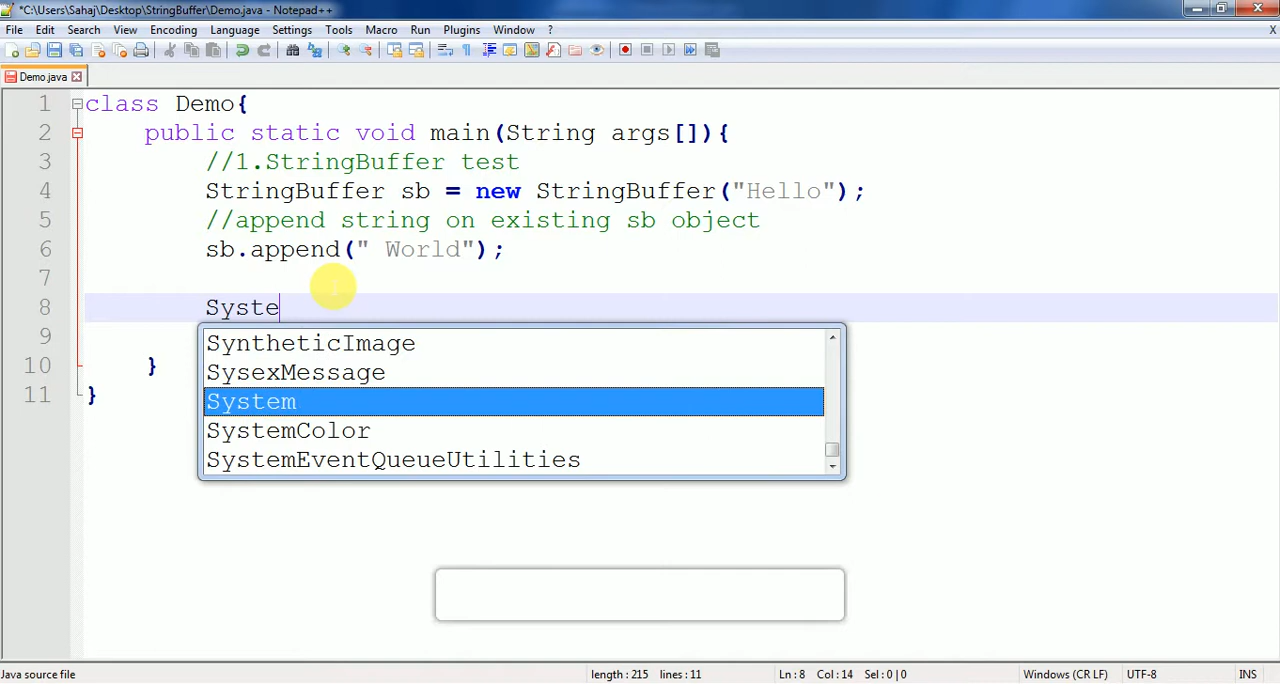 *C:\Users\Sahaj\Desktop\StringBuffer\Demo.java - Notepad++
File Edit Search View Encoding Language Settings Tools Macro Run Plugins Window ? X
Demo.java
1 class Demo{
2 public static void main(String args[]){
3 //1.StringBuffer test
4 StringBuffer sb = new StringBuffer("Hello");
5 //append string on existing sb object
6 sb.append(" World");
7
8 Syste
9
10 }
11 }
SyntheticImage
SysexMessage
System
SystemColor
SystemEventQueueUtilities
Java source file length : 215 lines : 11 Ln : 8 Col : 14 Sel : 0 | 0 Windows (CR LF) UTF-8 INS